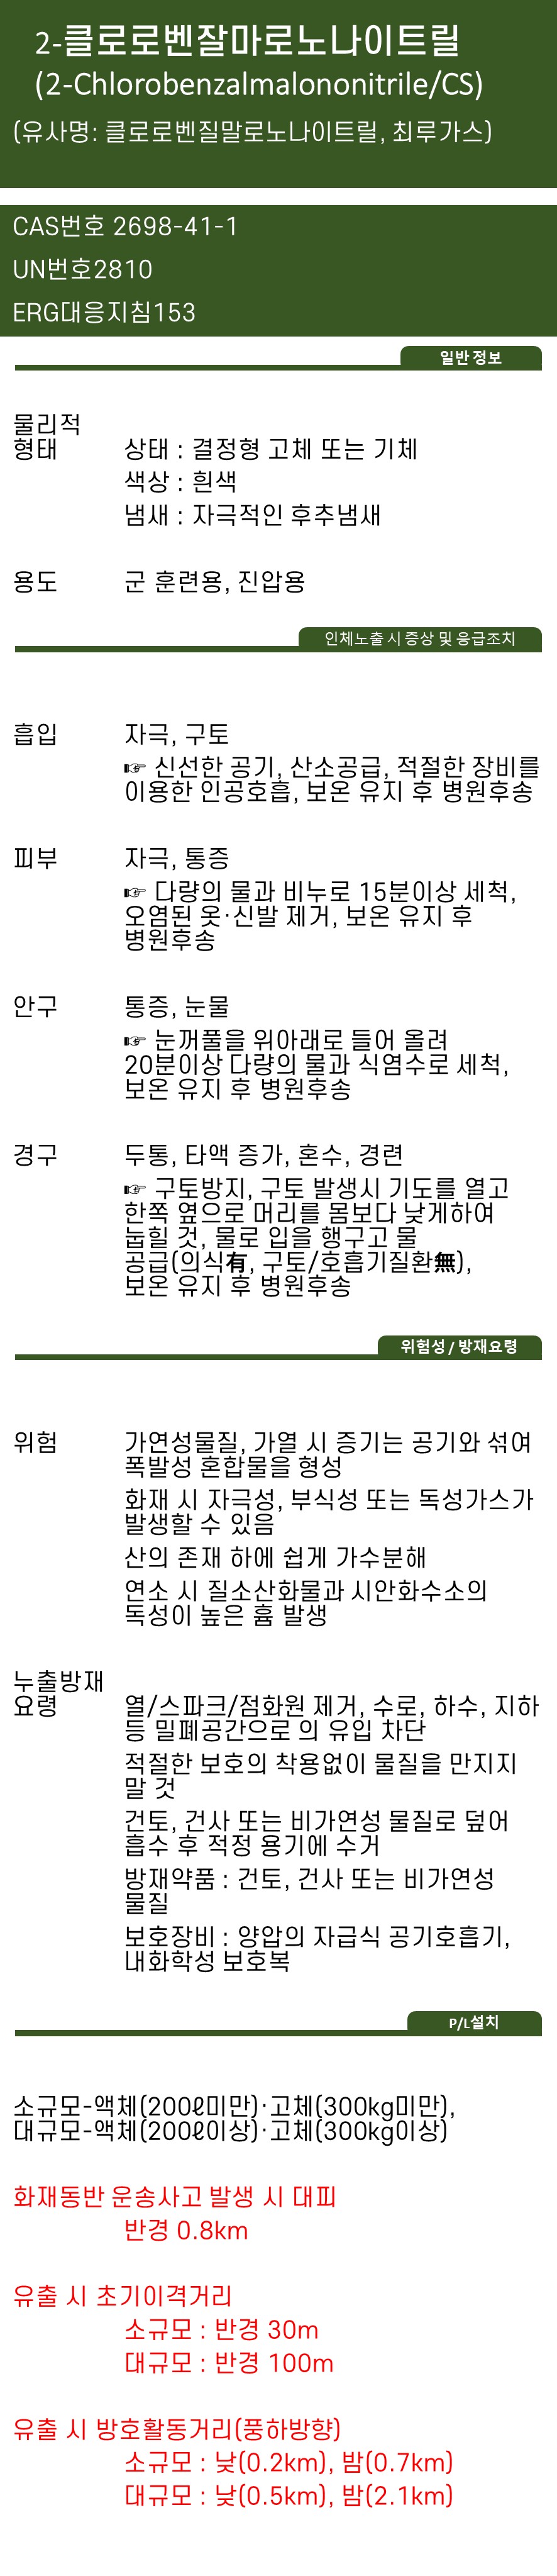 2-클로로벤잘마로노나이트릴
(2-Chlorobenzalmalononitrile/CS)
(유사명: 클로로벤질말로노나이트릴, 최루가스)
CAS번호 2698-41-1
UN번호2810
ERG대응지침153
일반 정보
물리적
형태 상태 : 결정형 고체 또는 기체
색상 : 흰색
냄새 : 자극적인 후추냄새
용도 군 훈련용, 진압용
인체노출 시 증상 및 응급조치
흡입 자극, 구토
☞ 신선한 공기, 산소공급, 적절한 장비를
이용한 인공호흡, 보온 유지 후 병원후송
피부 자극, 통증
☞ 다량의 물과 비누로 15분이상 세척,
오염된 옷·신발 제거, 보온 유지 후
병원후송
안구 통증, 눈물
☞ 눈꺼풀을 위아래로 들어 올려
20분이상 다량의 물과 식염수로 세척,
보온 유지 후 병원후송
경구 두통, 타액 증가, 혼수, 경련
☞ 구토방지, 구토 발생시 기도를 열고
한쪽 옆으로 머리를 몸보다 낮게하여
눕힐 것, 물로 입을 행구고 물
공급(의식有, 구토/호흡기질환無),
보온 유지 후 병원후송
위험성 / 방재요령
위험 가연성물질, 가열 시 증기는 공기와 섞여
폭발성 혼합물을 형성
화재 시 자극성, 부식성 또는 독성가스가
발생할 수 있음
산의 존재 하에 쉽게 가수분해
연소 시 질소산화물과 시안화수소의
독성이 높은 흄 발생
누출방재
요령 열/스파크/점화원 제거, 수로, 하수, 지하
등 밀폐공간으로 의 유입 차단
적절한 보호의 착용없이 물질을 만지지
말 것
건토, 건사 또는 비가연성 물질로 덮어
흡수 후 적정 용기에 수거
방재약품 : 건토, 건사 또는 비가연성
물질
보호장비 : 양압의 자급식 공기호흡기,
내화학성 보호복
P/L설치
소규모-액체(200ℓ미만)·고체(300kg미만),
대규모-액체(200ℓ이상)·고체(300kg이상)
화재동반 운송사고 발생 시 대피
반경 0.8km
유출 시 초기이격거리
소규모 : 반경 30m
대규모 : 반경 100m
유출 시 방호활동거리(풍하방향)
소규모 : 낮(0.2km), 밤(0.7km)
대규모 : 낮(0.5km), 밤(2.1km)